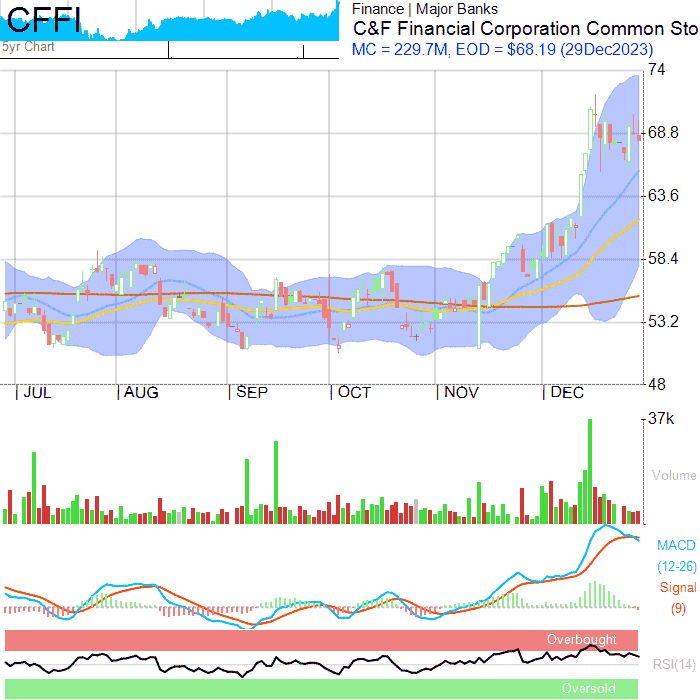 CFFI
5yr Chart
Finance | Major Banks
C&F Financial Corporation Common Sto
MC = 229.7M, EOD = $68.19 (29Dec2023)
74
68.8
63.6
58.4
53.2
48
JUL AUG SEP OCT NOV DEC
37k
Volume
MACD
(12-26)
Signal
(9)
Overbought
RSI(14)
Oversold